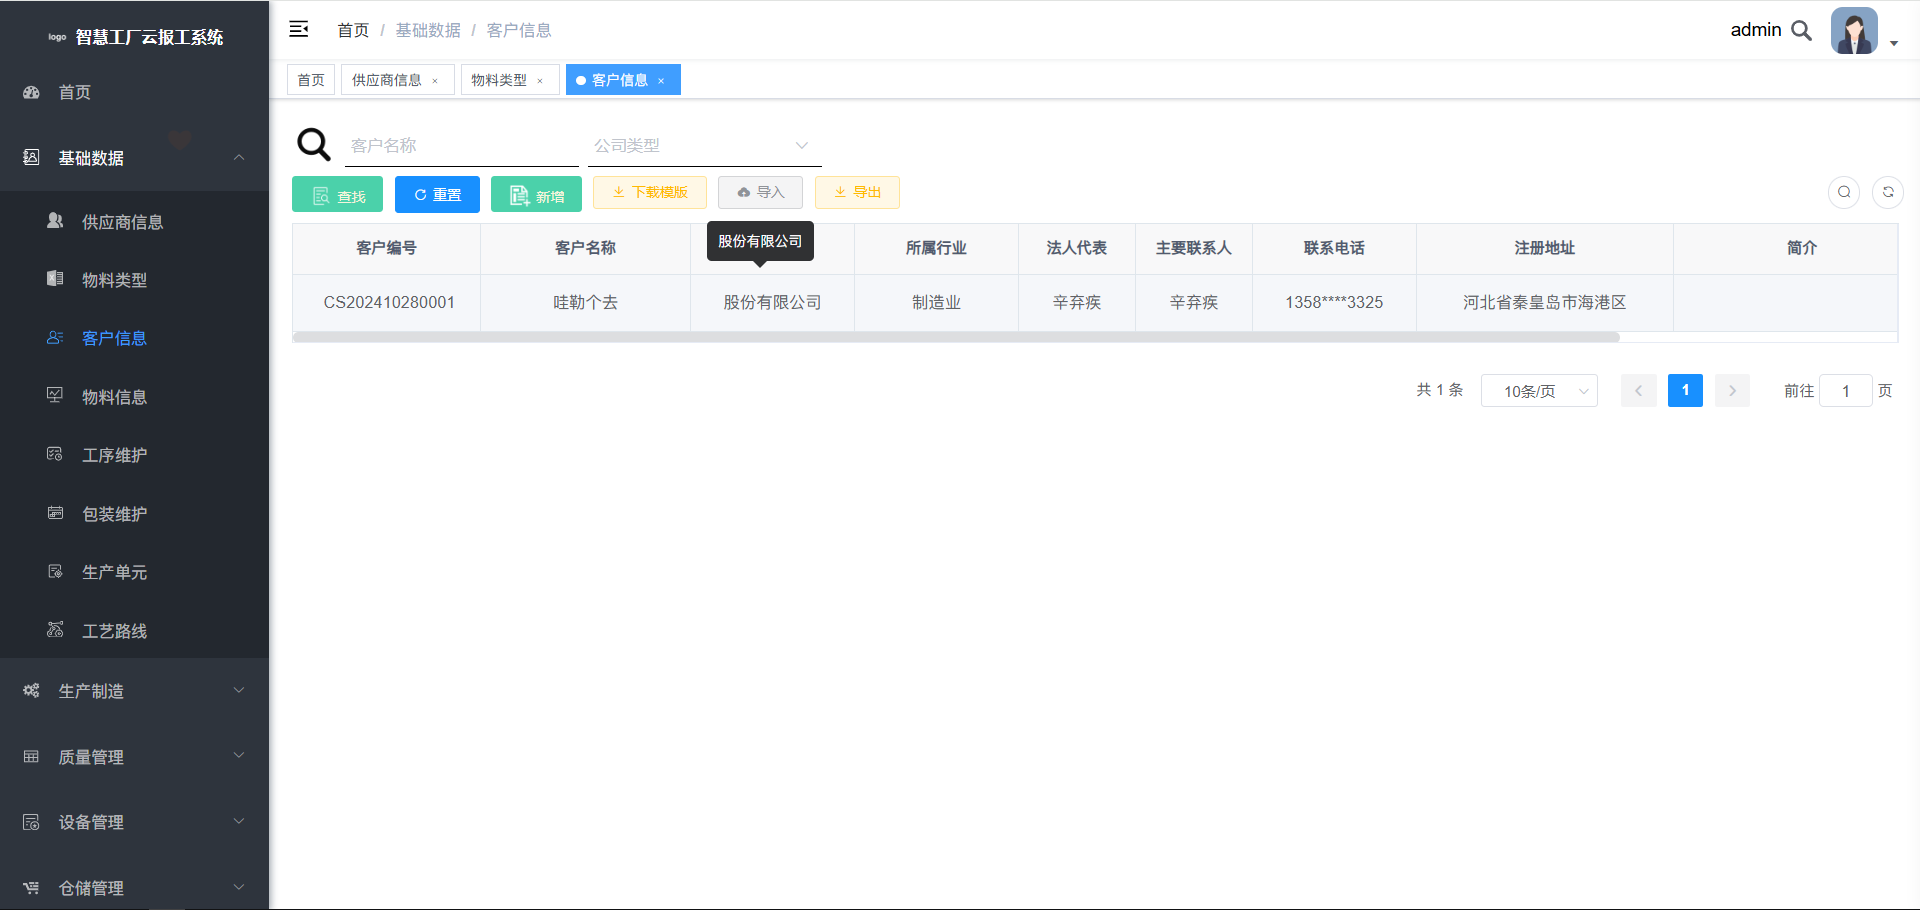 logo 智慧工厂云报工系统
首页
基础数据
供应商信息
物料类型
客户信息
物料信息
工序维护
包装维护
生产单元
工艺路线
生产制造
质量管理
设备管理
仓储管理
首页 / 基础数据 / 客户信息
admin
首页 供应商信息 × 物料类型 × 客户信息 ×
客户名称 公司类型
查找 重置 新增 下载模版 导入 导出
股份有限公司
客户编号 客户名称 所属行业 法人代表 主要联系人 联系电话 注册地址 简介
CS202410280001 哇勒个去 股份有限公司 制造业 辛弃疾 辛弃疾 1358****3325 河北省秦皇岛市海港区
共 1 条 10条/页 1 前往 1 页